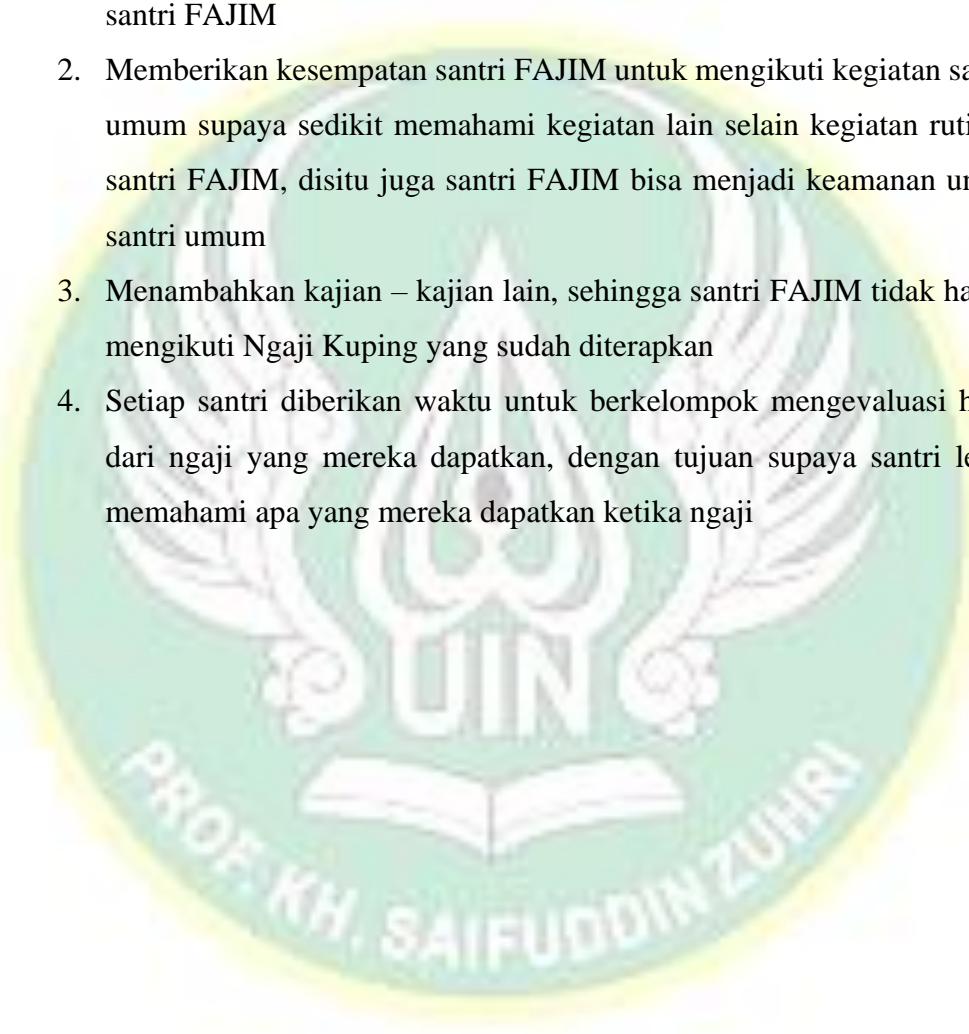 santri FAJIM
2. Memberikan kesempatan santri FAJIM untuk mengikuti kegiatan sa
umum supaya sedikit memahami kegiatan lain selain kegiatan ruti
santri FAJIM, disitu juga santri FAJIM bisa menjadi keamanan un
santri umum
3. Menambahkan kajian – kajian lain, sehingga santri FAJIM tidak ha
mengikuti Ngaji Kuping yang sudah diterapkan
4. Setiap santri diberikan waktu untuk berkelompok mengevaluasi h
dari ngaji yang mereka dapatkan, dengan tujuan supaya santri le
memahami apa yang mereka dapatkan ketika ngaji
UIN
PROF. KH. SAIFUDDIN ZUHRI